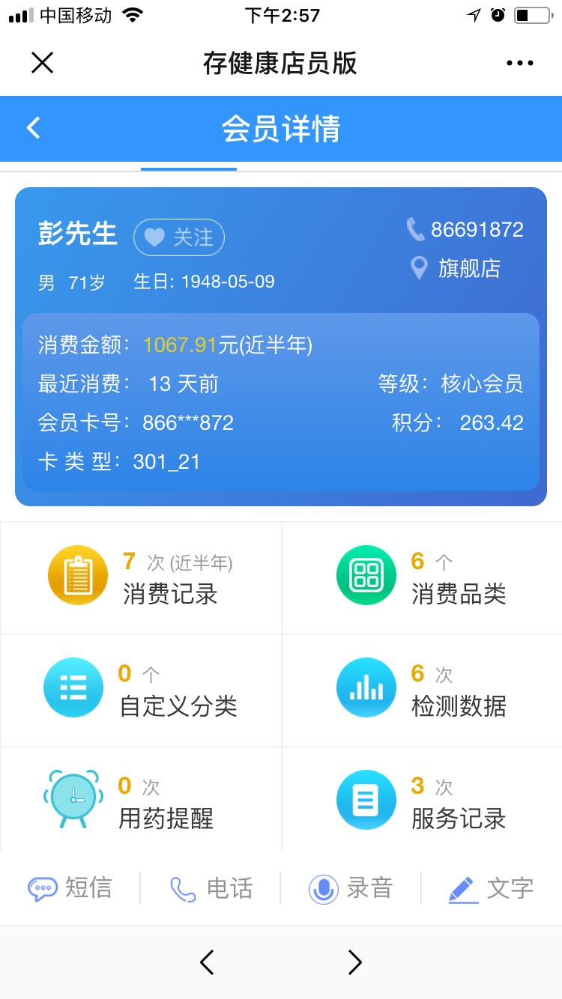 中国移动 下午2:57
存健康店员版
会员详情
彭先生 关注 86691872
旗舰店
男 71岁 生日: 1948-05-09
消费金额: 1067.91元(近半年)
最近消费: 13 天前 等级: 核心会员
会员卡号: 866***872 积分: 263.42
卡 类 型: 301_21
7 次 (近半年) 6 个
消费记录 消费品类
0 个 6 次
自定义分类 检测数据
0 次 3 次
用药提醒 服务记录
短信 电话 录音 文字